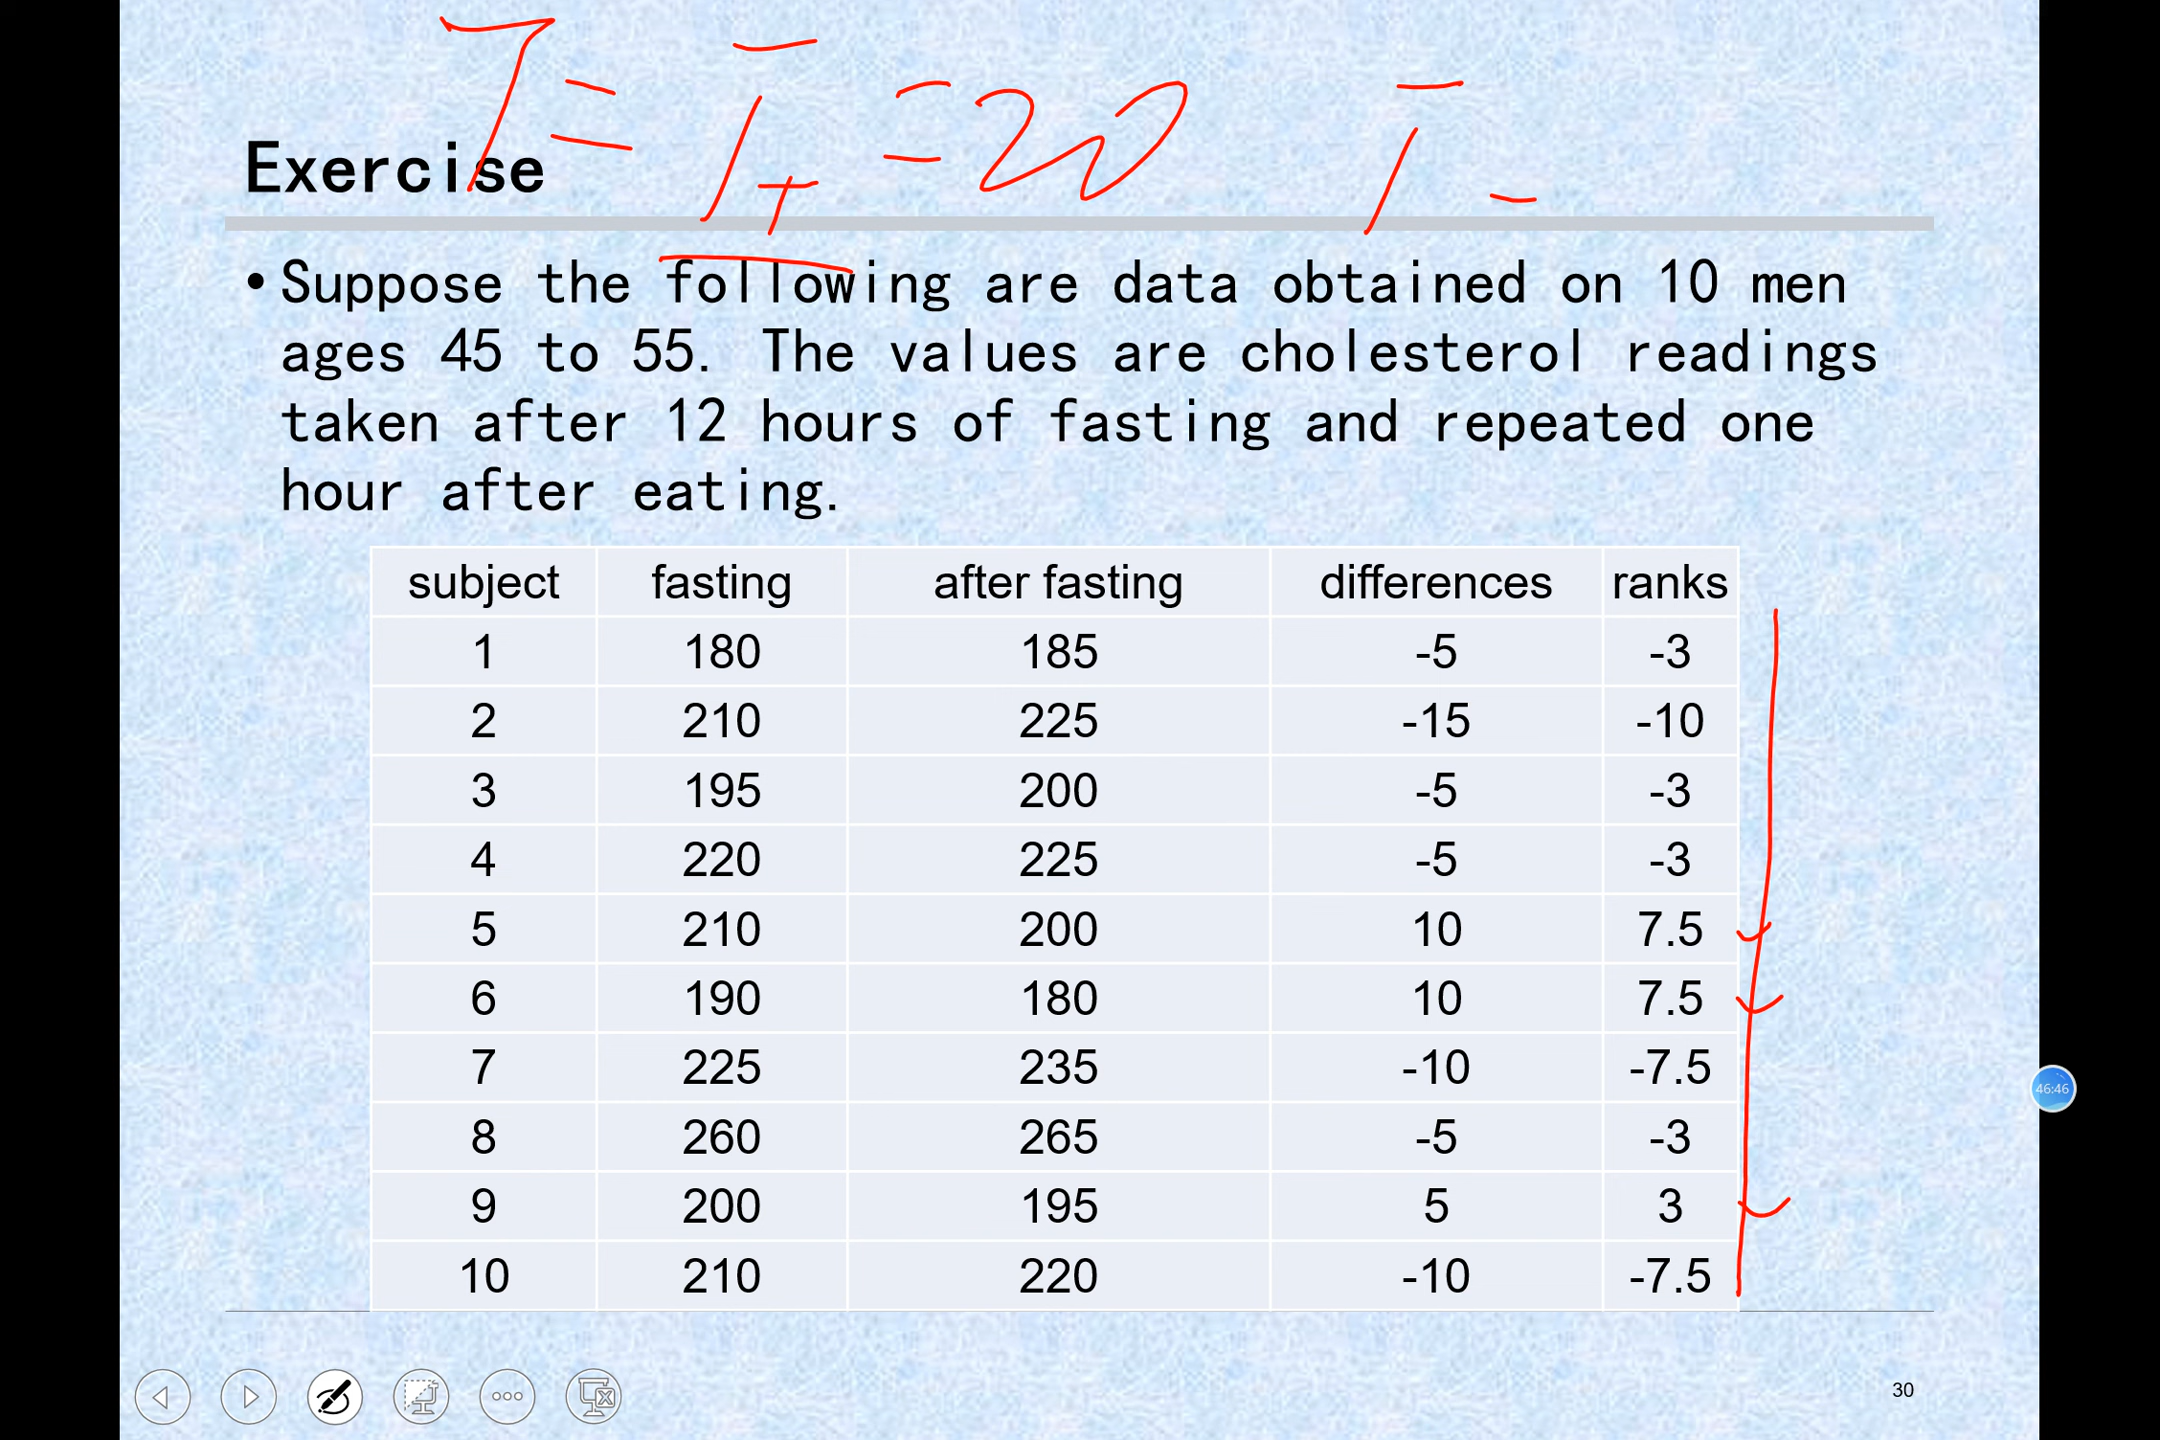 T = T+ = 20 T-
Exercise
• Suppose the following are data obtained on 10 men
ages 45 to 55. The values are cholesterol readings
taken after 12 hours of fasting and repeated one
hour after eating.
subject fasting after fasting differences ranks
1 180 185 -5 -3
2 210 225 -15 -10
3 195 200 -5 -3
4 220 225 -5 -3
5 210 200 10 7.5
6 190 180 10 7.5
7 225 235 -10 -7.5
8 260 265 -5 -3
9 200 195 5 3
10 210 220 -10 -7.5
46:46
30